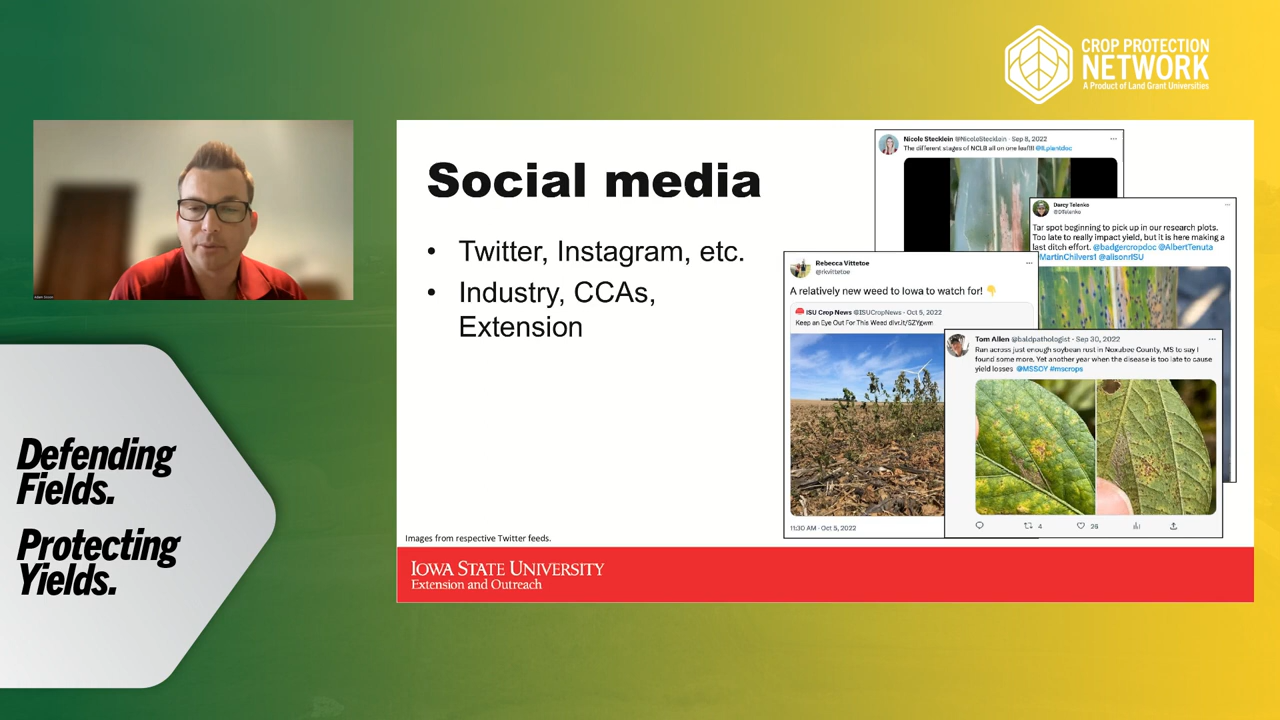 CROP PROTECTION
NETWORK
A Product of Land Grant Universities
Social media
• Twitter, Instagram, etc.
• Industry, CCAs,
Extension
Nicole Stecklein @NicoleStecklein · Sep 8, 2022
The different stages of NCLB all on one leaf!!! @ILplantdoc
Darcy Telenko
@DTelenko
Tar spot beginning to pick up in our research plots.
Too late to really impact yield, but it is here making a
last ditch effort. @badgercropdoc @AlbertTenuta
MartinChilvers1 @alisonrISU
Rebecca Vittetoe
@rkvittetoe
A relatively new weed to Iowa to watch for! 👇
ISU Crop News @ISUCropNews · Oct 5, 2022
Keep an Eye Out For This Weed dlvr.it/SZYgwm
11:30 AM · Oct 5, 2022
Tom Allen @baldpathologist · Sep 30, 2022
Ran across just enough soybean rust in Noxubee County, MS to say I
found some more. Yet another year when the disease is too late to cause
yield losses @MSSOY #mscrops
4 26
Images from respective Twitter feeds.
IOWA STATE UNIVERSITY
Extension and Outreach
Defending
Fields.
Protecting
Yields.